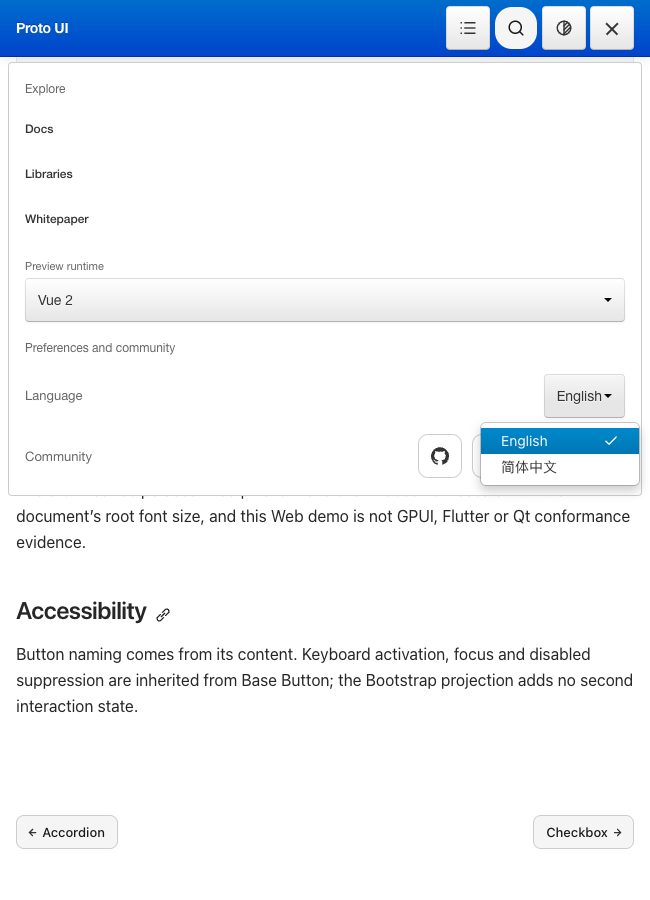 Proto UI
Explore
Docs
Libraries
Whitepaper
Preview runtime
Vue 2
Preferences and community
Language
English
Community
English
简体中文
document’s root font size, and this Web demo is not GPUI, Flutter or Qt conformance
evidence.
Accessibility
Button naming comes from its content. Keyboard activation, focus and disabled
suppression are inherited from Base Button; the Bootstrap projection adds no second
interaction state.
← Accordion
Checkbox →